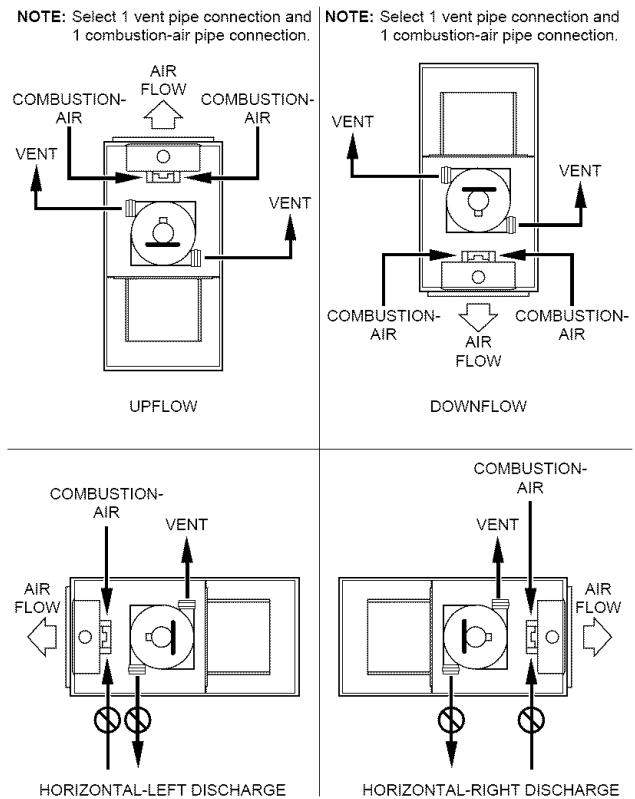 NOTE: Select 1 vent pipe connection and
1 combustion-air pipe connection.
AIR
FLOW
COMBUSTION-
AIR
COMBUSTION-
AIR
VENT
VENT
UPFLOW
NOTE: Select 1 vent pipe connection and
1 combustion-air pipe connection.
VENT
VENT
COMBUSTION-
AIR
COMBUSTION-
AIR
AIR
FLOW
DOWNFLOW
COMBUSTION-
AIR
VENT
AIR
FLOW
HORIZONTAL-LEFT DISCHARGE
COMBUSTION-
AIR
VENT
AIR
FLOW
HORIZONTAL-RIGHT DISCHARGE